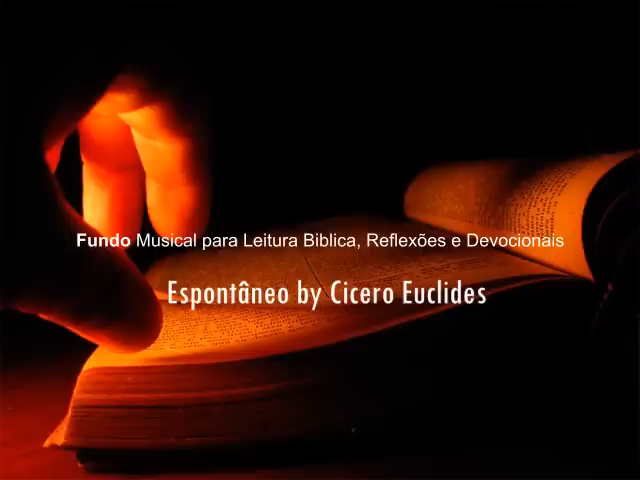 Fundo Musical para Leitura Biblica, Reflexões e Devocionais
Espontâneo by Cicero Euclides